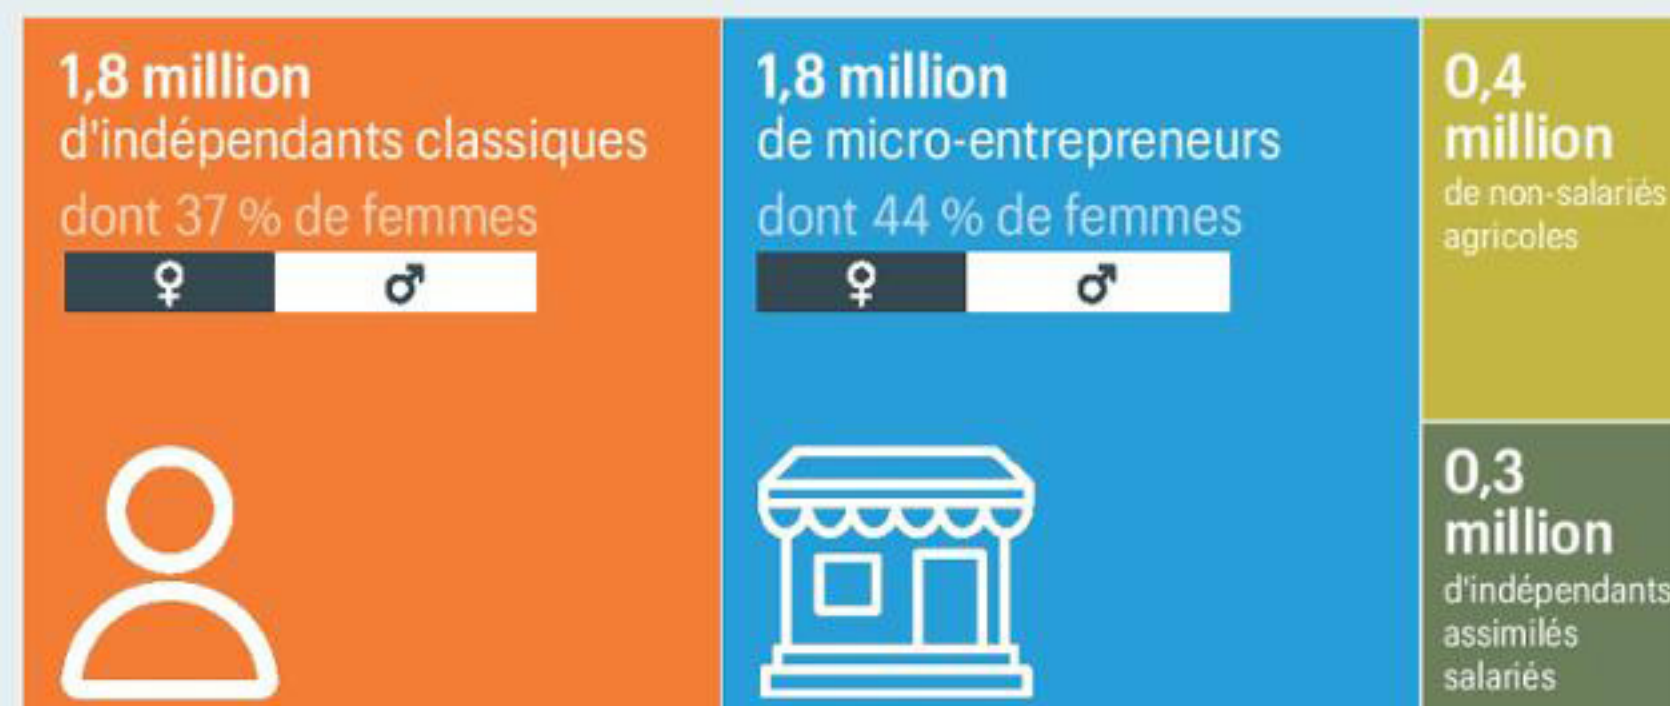 1,8 million
d'indépendants classiques
dont 37 % de femmes
1,8 million
de micro-entrepreneurs
dont 44 % de femmes
0,4
million
de non-salariés
agricoles
0,3
million
d'indépendants
assimilés
salariés